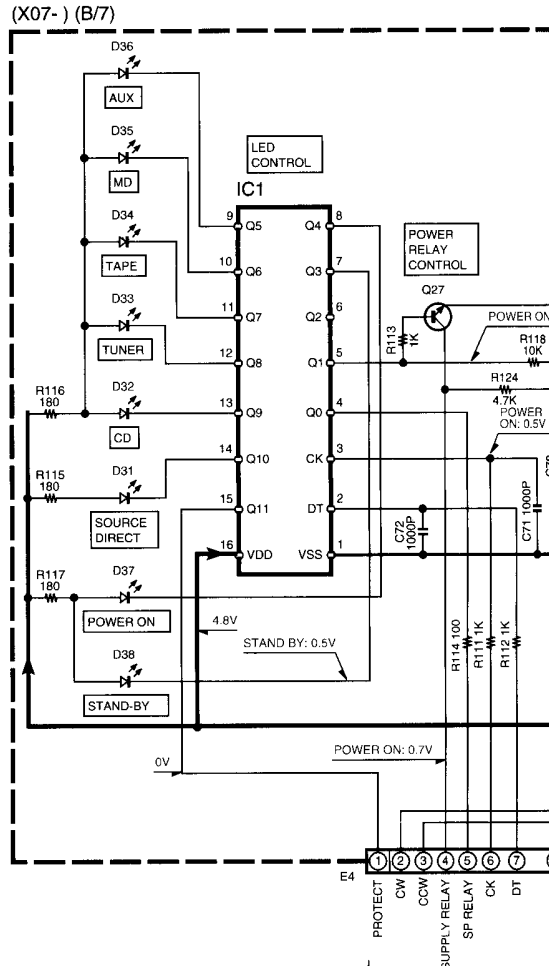 (X07- ) (B/7)
D36
AUX
D35
MD
D34
TAPE
D33
TUNER
R116
180
D32
CD
R115
180
D31
SOURCE
DIRECT
R117
180
D37
POWER ON
D38
STAND-BY
LED
CONTROL
IC1
9 Q5 Q4 8
10 Q6 Q3 7
11 Q7 Q2 6
12 Q8 Q1 5
13 Q9 Q0 4
14 Q10 CK 3
15 Q11 DT 2
16 VDD VSS 1
POWER
RELAY
CONTROL
Q27
R113
1K
POWER ON
R118
10K
R124
4.7K
POWER
ON: 0.5V
C72
1000P
C71 1000P
4.8V
STAND BY: 0.5V
R114 100
R111 1K
R112 1K
0V
POWER ON: 0.7V
E4
1 2 3 4 5 6 7
PROTECT
CW
CCW
SUPPLY RELAY
SP RELAY
CK
DT